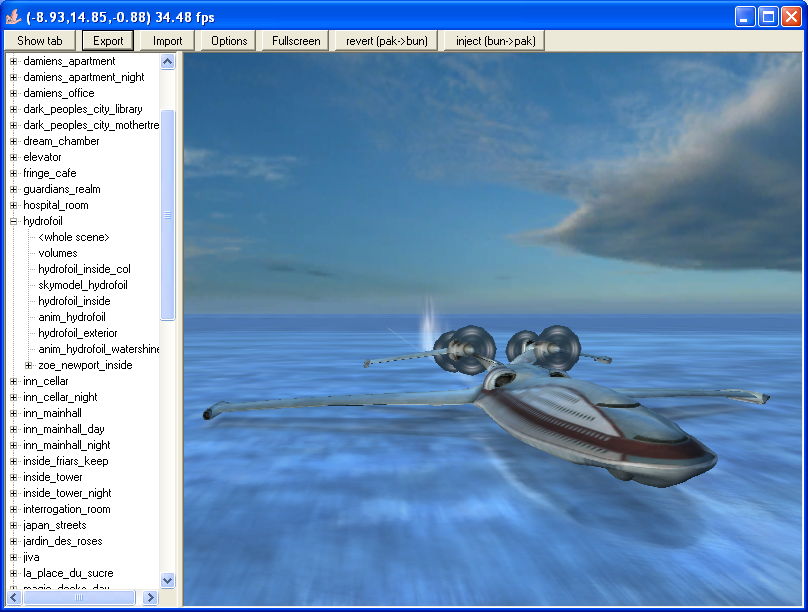 (-8.93,14.85,-0.88) 34.48 fps
Show tab Export Import Options Fullscreen revert (pak->bun) inject (bun->pak)
damiens_apartment
damiens_apartment_night
damiens_office
dark_peoples_city_library
dark_peoples_city_mothertre
dream_chamber
elevator
fringe_cafe
guardians_realm
hospital_room
hydrofoil
<whole scene>
volumes
hydrofoil_inside_col
skymodel_hydrofoil
hydrofoil_inside
anim_hydrofoil
hydrofoil_exterior
anim_hydrofoil_watershine
zoe_newport_inside
inn_cellar
inn_cellar_night
inn_mainhall
inn_mainhall_day
inn_mainhall_night
inside_friars_keep
inside_tower
inside_tower_night
interrogation_room
japan_streets
jardin_des_roses
jiva
la_place_du_sucre